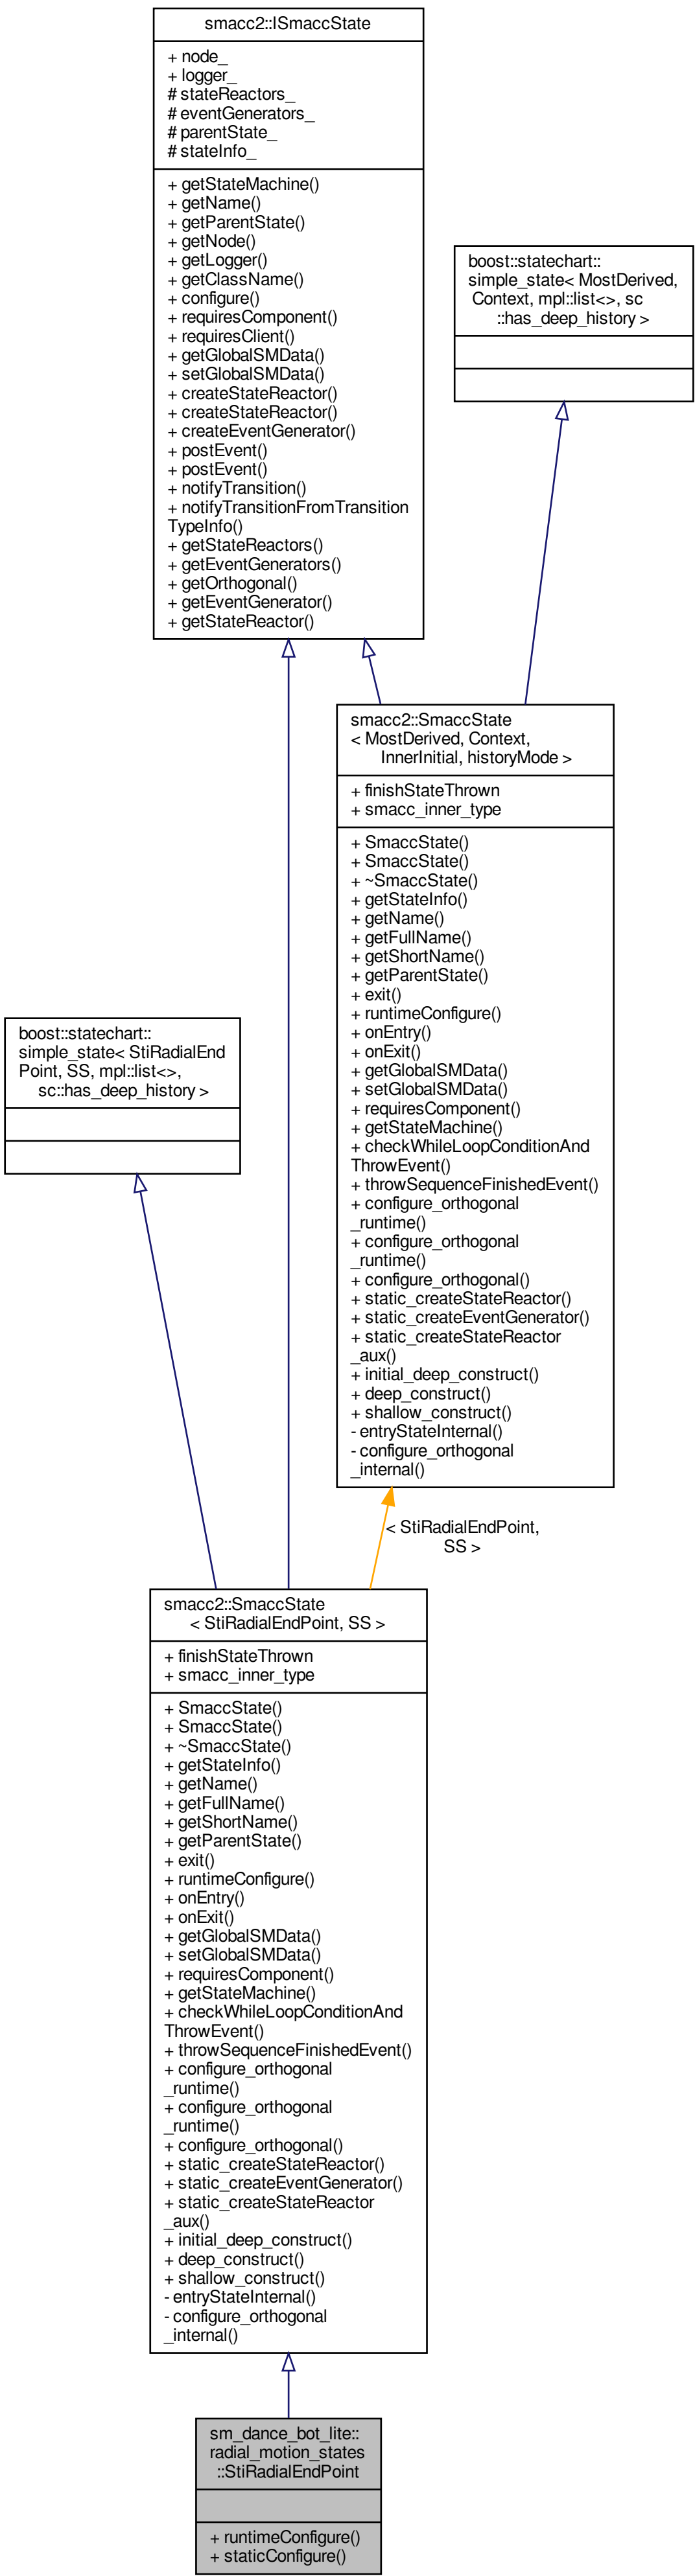 smacc2::ISmaccState
+ node_
+ logger_
# stateReactors_
# eventGenerators_
# parentState_
# stateInfo_
+ getStateMachine()
+ getName()
+ getParentState()
+ getNode()
+ getLogger()
+ getClassName()
+ configure()
+ requiresComponent()
+ requiresClient()
+ getGlobalSMData()
+ setGlobalSMData()
+ createStateReactor()
+ createStateReactor()
+ createEventGenerator()
+ postEvent()
+ postEvent()
+ notifyTransition()
+ notifyTransitionFromTransition
TypeInfo()
+ getStateReactors()
+ getEventGenerators()
+ getOrthogonal()
+ getEventGenerator()
+ getStateReactor()
boost::statechart::
simple_state< MostDerived,
Context, mpl::list<>, sc
::has_deep_history >
smacc2::SmaccState
< MostDerived, Context,
InnerInitial, historyMode >
+ finishStateThrown
+ smacc_inner_type
+ SmaccState()
+ SmaccState()
+ ~SmaccState()
+ getStateInfo()
+ getName()
+ getFullName()
+ getShortName()
+ getParentState()
+ exit()
+ runtimeConfigure()
+ onEntry()
+ onExit()
+ getGlobalSMData()
+ setGlobalSMData()
+ requiresComponent()
+ getStateMachine()
+ checkWhileLoopConditionAnd
ThrowEvent()
+ throwSequenceFinishedEvent()
+ configure_orthogonal
_runtime()
+ configure_orthogonal
_runtime()
+ configure_orthogonal()
+ static_createStateReactor()
+ static_createEventGenerator()
+ static_createStateReactor
_aux()
+ initial_deep_construct()
+ deep_construct()
+ shallow_construct()
- entryStateInternal()
- configure_orthogonal
_internal()
boost::statechart::
simple_state< StiRadialEnd
Point, SS, mpl::list<>,
sc::has_deep_history >
< StiRadialEndPoint,
SS >
smacc2::SmaccState
< StiRadialEndPoint, SS >
+ finishStateThrown
+ smacc_inner_type
+ SmaccState()
+ SmaccState()
+ ~SmaccState()
+ getStateInfo()
+ getName()
+ getFullName()
+ getShortName()
+ getParentState()
+ exit()
+ runtimeConfigure()
+ onEntry()
+ onExit()
+ getGlobalSMData()
+ setGlobalSMData()
+ requiresComponent()
+ getStateMachine()
+ checkWhileLoopConditionAnd
ThrowEvent()
+ throwSequenceFinishedEvent()
+ configure_orthogonal
_runtime()
+ configure_orthogonal
_runtime()
+ configure_orthogonal()
+ static_createStateReactor()
+ static_createEventGenerator()
+ static_createStateReactor
_aux()
+ initial_deep_construct()
+ deep_construct()
+ shallow_construct()
- entryStateInternal()
- configure_orthogonal
_internal()
sm_dance_bot_lite::
radial_motion_states
::StiRadialEndPoint
+ runtimeConfigure()
+ staticConfigure()